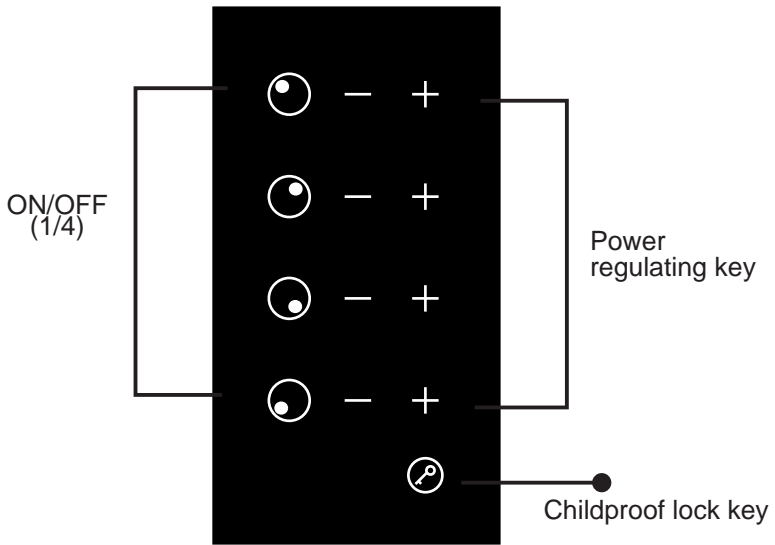 ON/OFF
(1/4)
Power
regulating key
Childproof lock key